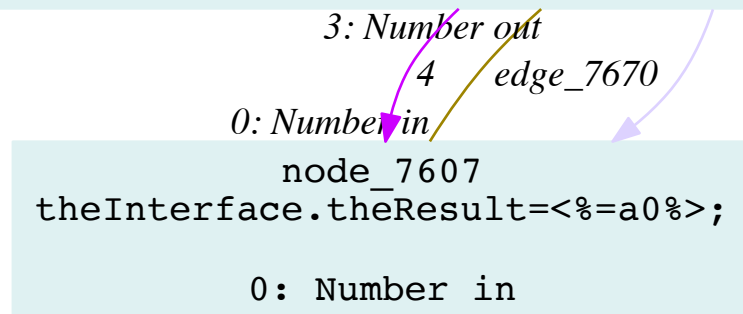 3: Number out
4 edge_7670
0: Number in
node_7607
theInterface.theResult=<%=a0%>;
0: Number in